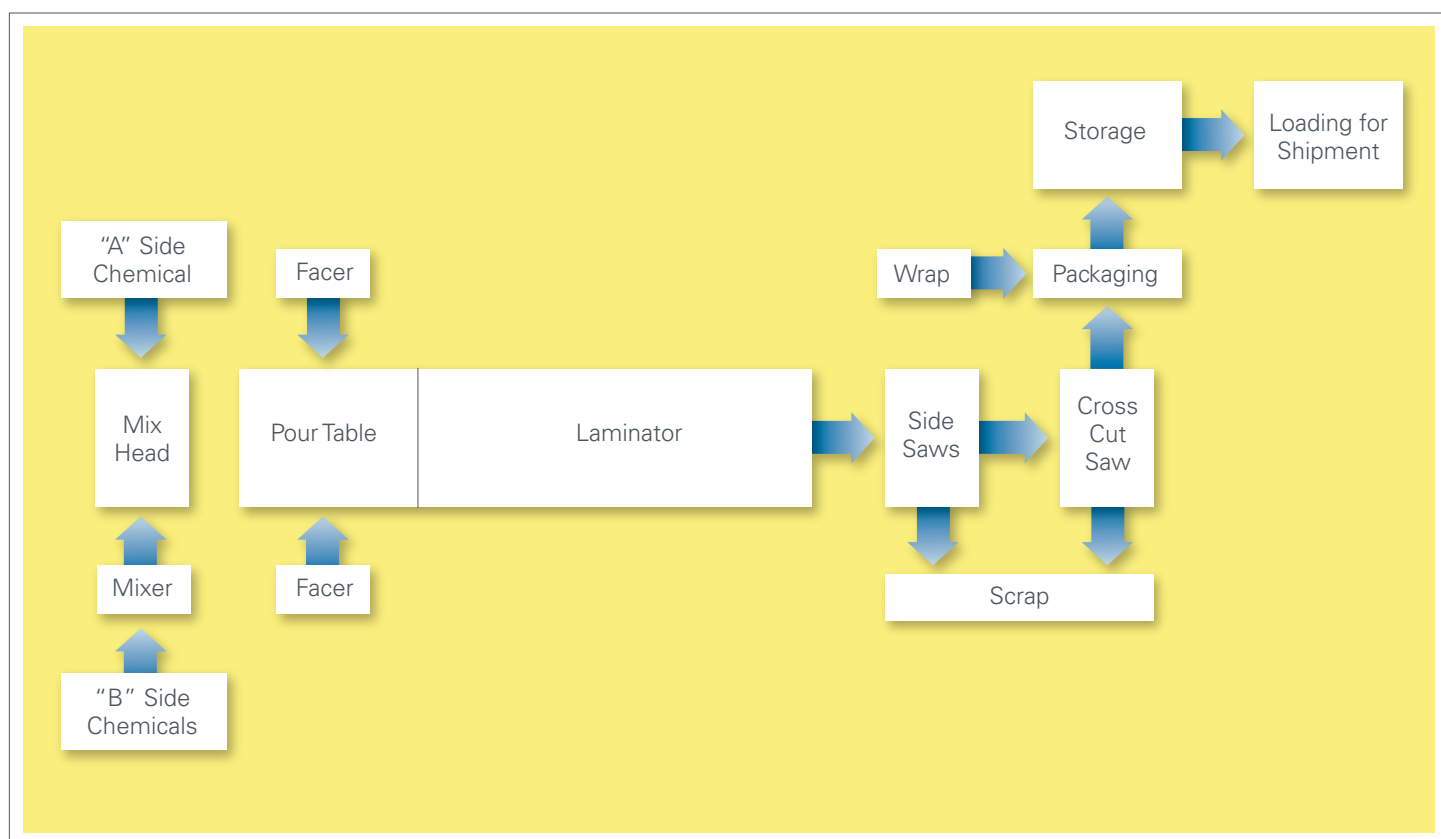 Storage
Loading for
Shipment
“A” Side
Chemical
Facer
Wrap
Packaging
Mix
Head
Pour Table
Laminator
Side
Saws
Cross
Cut
Saw
Mixer
Facer
Scrap
“B” Side
Chemicals